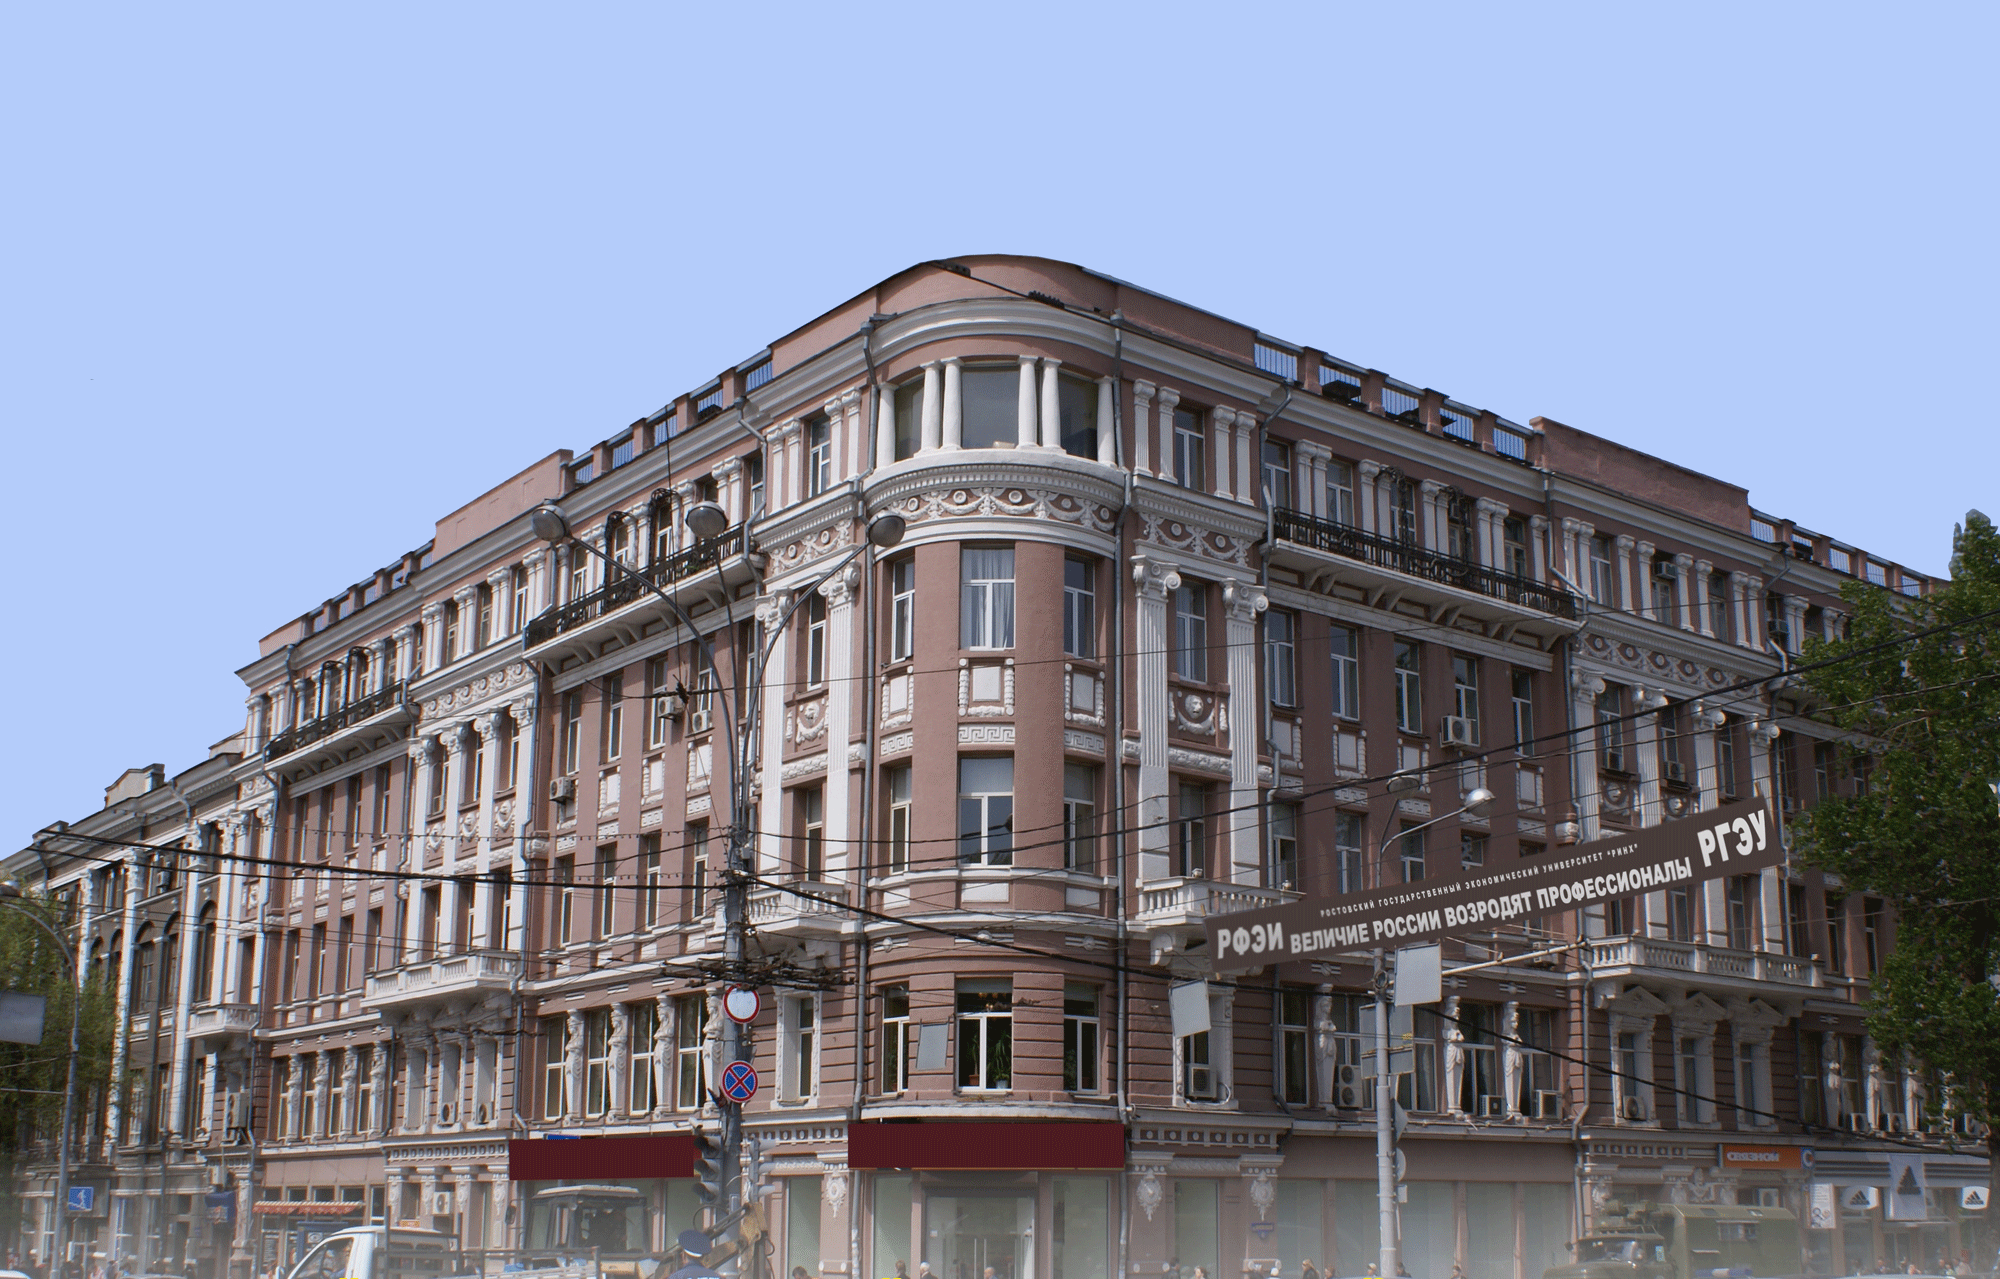 РОСТОВСКИЙ ГОСУДАРСТВЕННЫЙ ЭКОНОМИЧЕСКИЙ УНИВЕРСИТЕТ "РИНХ"
РФЭИ ВЕЛИЧИЕ РОССИИ ВОЗРОДЯТ ПРОФЕССИОНАЛЫ РГЭУ
СВЯЗНОЙ